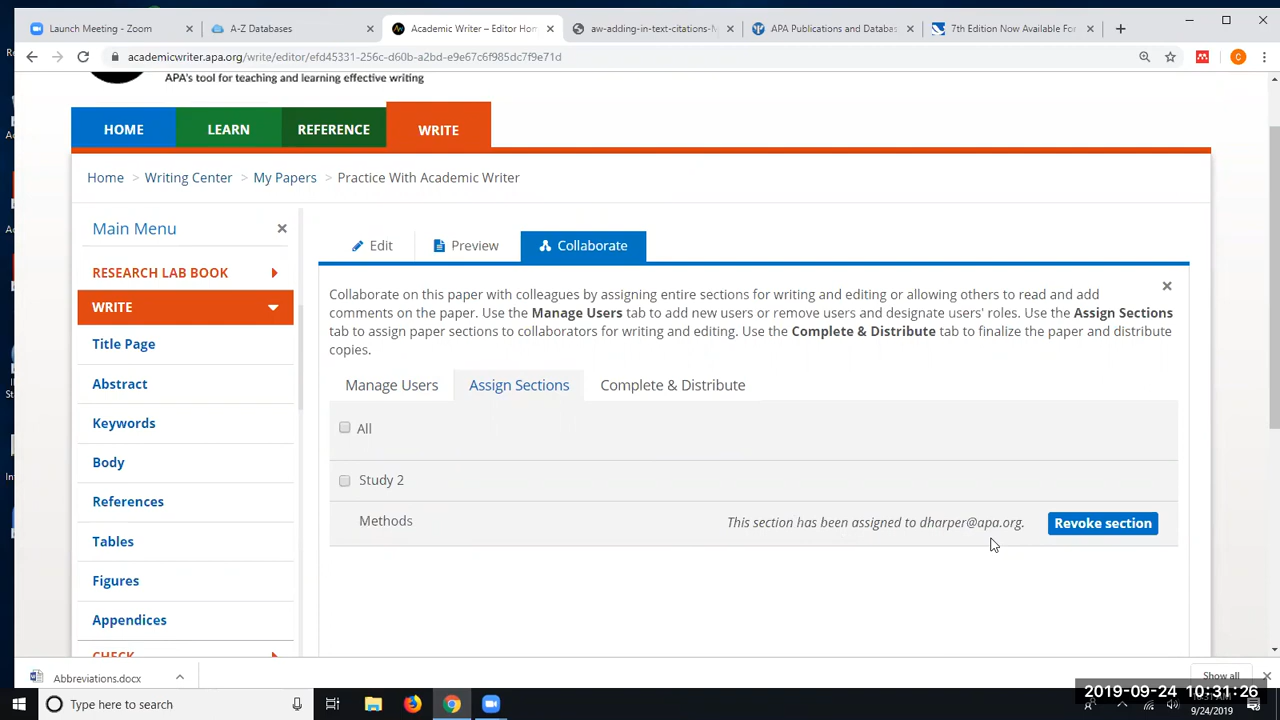 Launch Meeting - Zoom
A-Z Databases
Academic Writer – Editor Hom
aw-adding-in-text-citations-N
APA Publications and Databas
7th Edition Now Available For
academicwriter.apa.org/write/editor/efd45331-256c-d60b-a2bd-e9e67c6f985dc7f9e71d
C
APA's tool for teaching and learning effective writing
HOME
LEARN
REFERENCE
WRITE
Home > Writing Center > My Papers > Practice With Academic Writer
Main Menu
RESEARCH LAB BOOK
WRITE
Title Page
Abstract
Keywords
Body
References
Tables
Figures
Appendices
CHECK
Edit
Preview
Collaborate
Collaborate on this paper with colleagues by assigning entire sections for writing and editing or allowing others to read and add
comments on the paper. Use the Manage Users tab to add new users or remove users and designate users' roles. Use the Assign Sections
tab to assign paper sections to collaborators for writing and editing. Use the Complete & Distribute tab to finalize the paper and distribute
copies.
Manage Users
Assign Sections
Complete & Distribute
All
Study 2
Methods
This section has been assigned to dharper@apa.org.
Revoke section
Abbreviations.docx
Show all
Type here to search
2019-09-24 10:31:26
9/24/2019